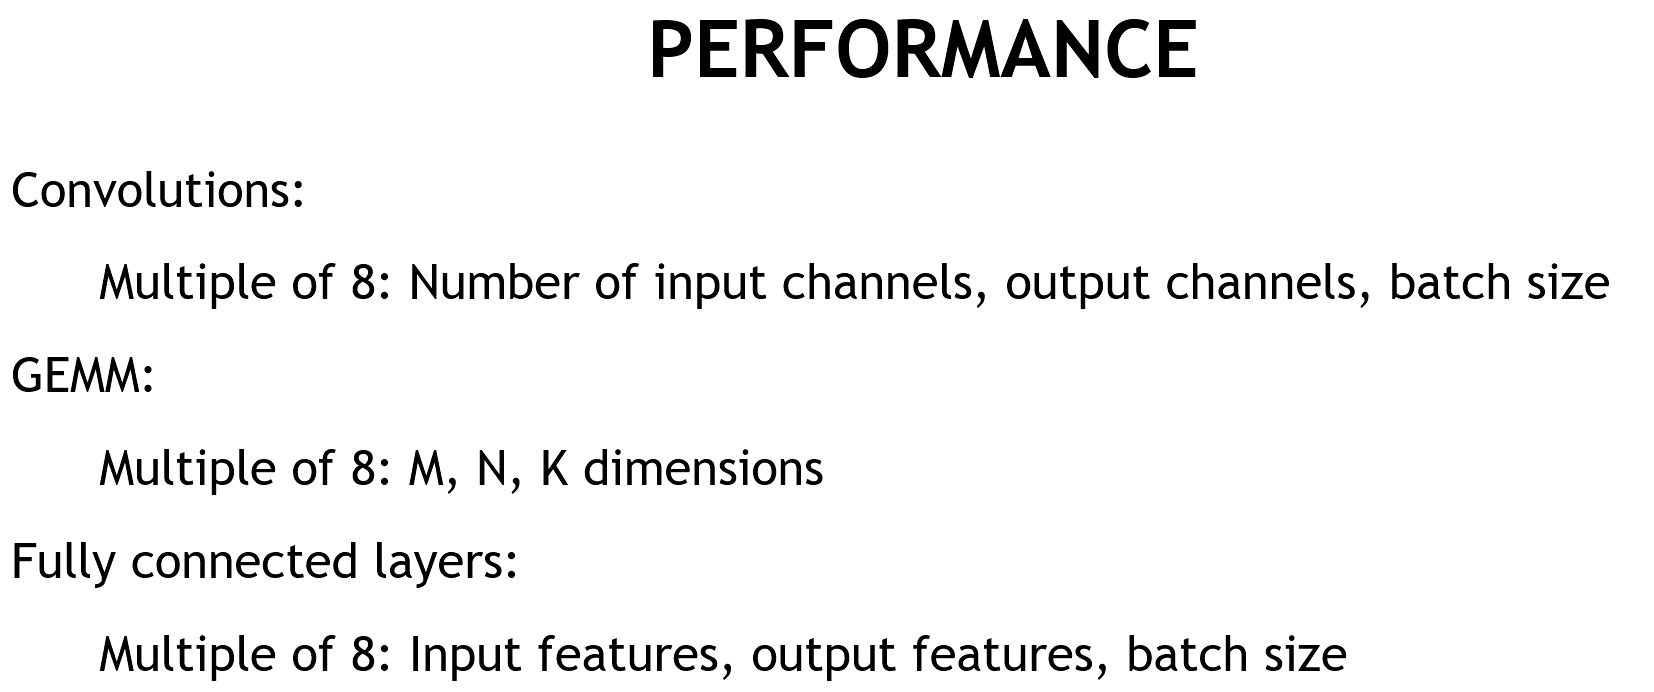 PERFORMANCE
Convolutions:
Multiple of 8: Number of input channels, output channels, batch size
GEMM:
Multiple of 8: M, N, K dimensions
Fully connected layers:
Multiple of 8: Input features, output features, batch size